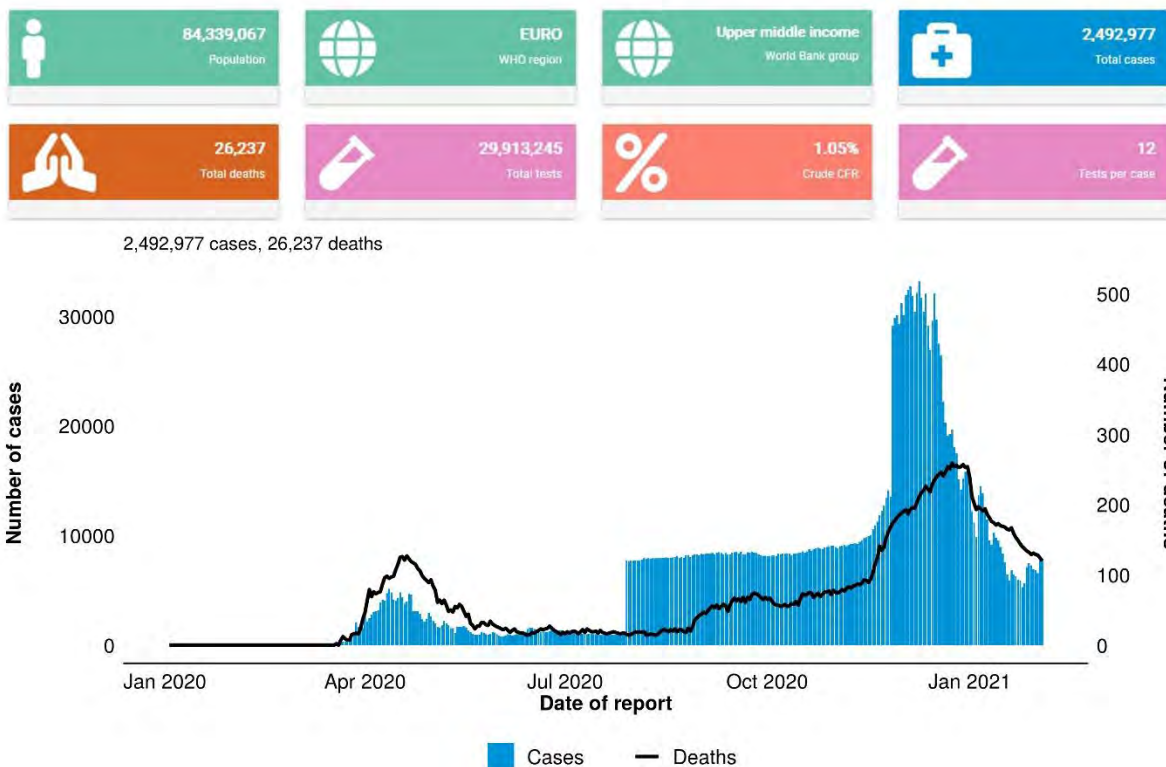 84,339,067
Population
EURO
WHO region
Upper middle income
World Bank group
2,492,977
Total cases
26,237
Total deaths
29,913,245
Total tests
1.05%
Crude CFR
12
Tests per case
2,492,977 cases, 26,237 deaths
Number of cases
30000
20000
10000
0
500
400
300
200
100
0
Jan 2020
Apr 2020
Jul 2020
Oct 2020
Jan 2021
Date of report
Cases
Deaths